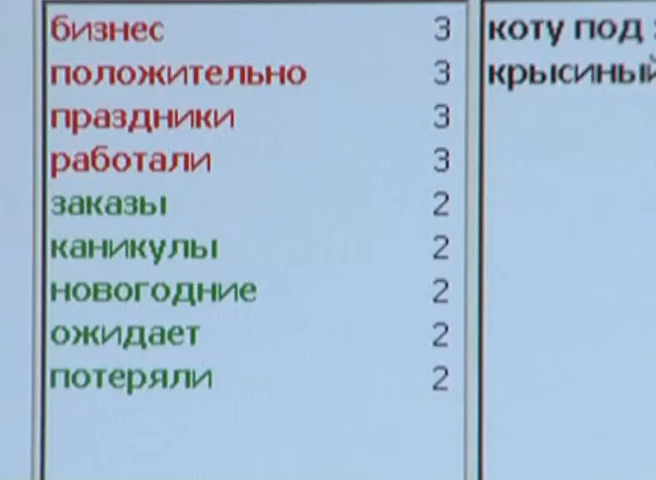 бизнес 3
положительно 3
праздники 3
работали 3
заказы 2
каникулы 2
новогодние 2
ожидает 2
потеряли 2
коту под
крысиный